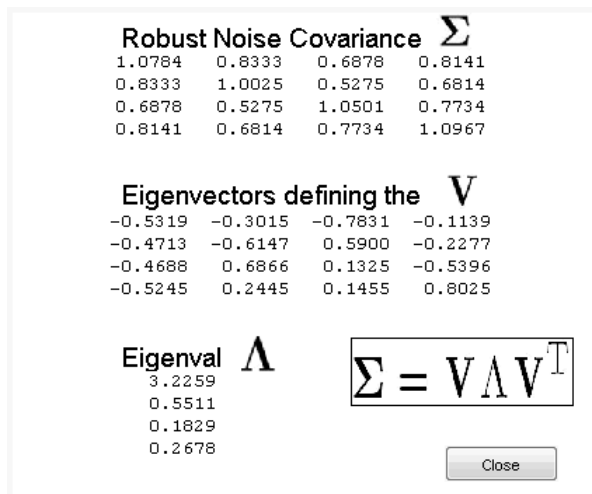 Robust Noise Covariance Σ
1.0784 0.8333 0.6878 0.8141
0.8333 1.0025 0.5275 0.6814
0.6878 0.5275 1.0501 0.7734
0.8141 0.6814 0.7734 1.0967
Eigenvectors defining the V
-0.5319 -0.3015 -0.7831 -0.1139
-0.4713 -0.6147 0.5900 -0.2277
-0.4688 0.6866 0.1325 -0.5396
-0.5245 0.2445 0.1455 0.8025
Eigenval Λ
3.2259
0.5511
0.1829
0.2678
Σ = VΛV^T
Close